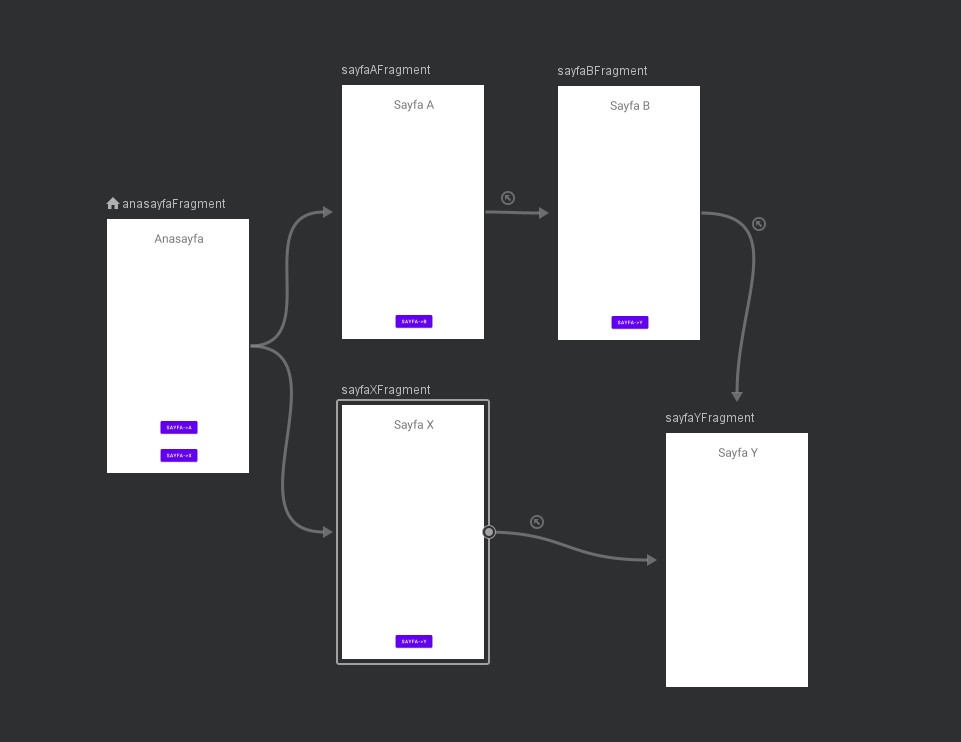 sayfaAFragment
Sayfa A
SAYFA->B
sayfaBFragment
Sayfa B
SAYFA->Y
anasayfaFragment
Anasayfa
SAYFA->A
SAYFA->X
sayfaXFragment
Sayfa X
SAYFA->Y
sayfaYFragment
Sayfa Y